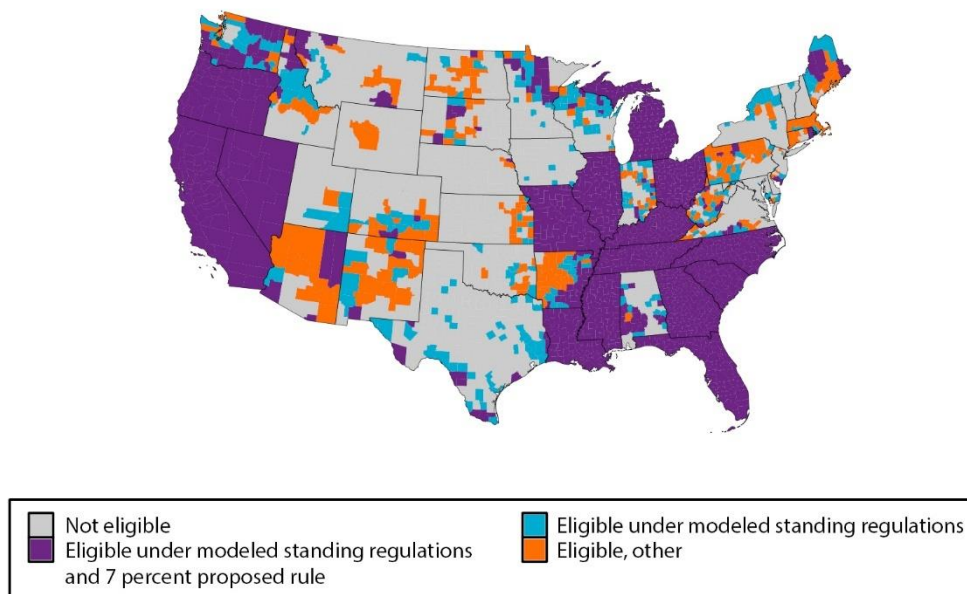 Not eligible
Eligible under modeled standing regulations
and 7 percent proposed rule
Eligible under modeled standing regulations
Eligible, other